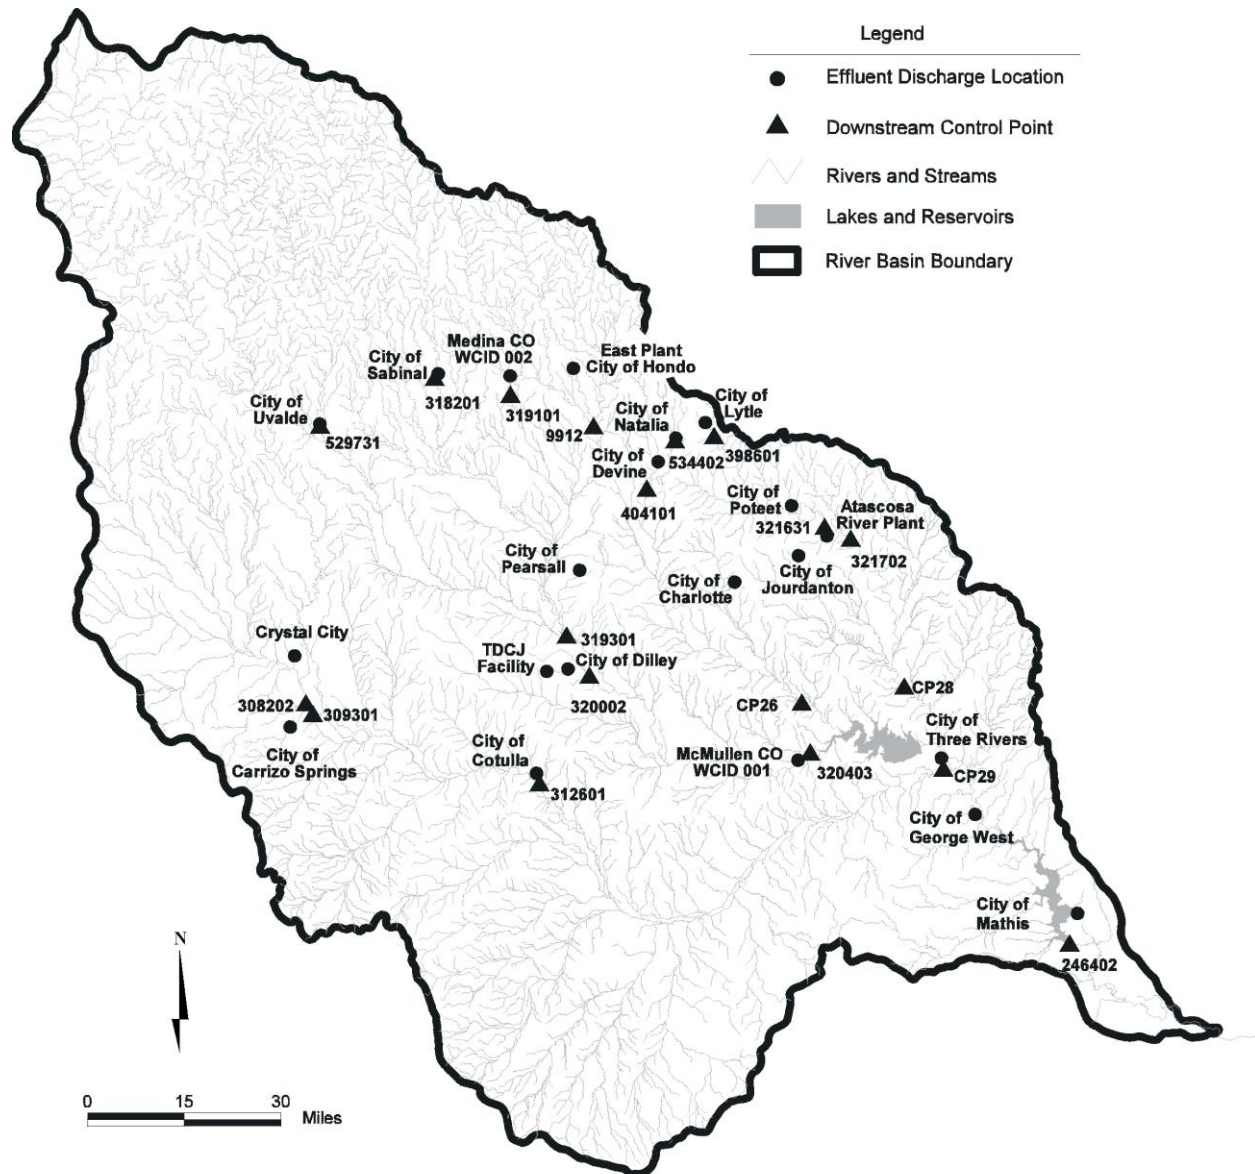 Legend
Effluent Discharge Location
Downstream Control Point
Rivers and Streams
Lakes and Reservoirs
River Basin Boundary
Medina CO
WCID 002
East Plant
City of Hondo
City of
Sabinal
318201
319101
City of
Uvalde
529731
9912
City of
Natalia
City of
Lytle
534402
398601
City of
Devine
404101
City of
Poteet
Atascosa
River Plant
321631
321702
City of
Pearsall
City of
Charlotte
City of
Jourdanton
Crystal City
319301
TDCJ
Facility
City of Dilley
320002
308202
309301
City of
Carrizo Springs
CP28
CP26
City of
Three Rivers
City of
Cotulla
312601
McMullen CO
WCID 001
320403
CP29
City of
George West
City of
Mathis
246402
N
0 15 30
Miles